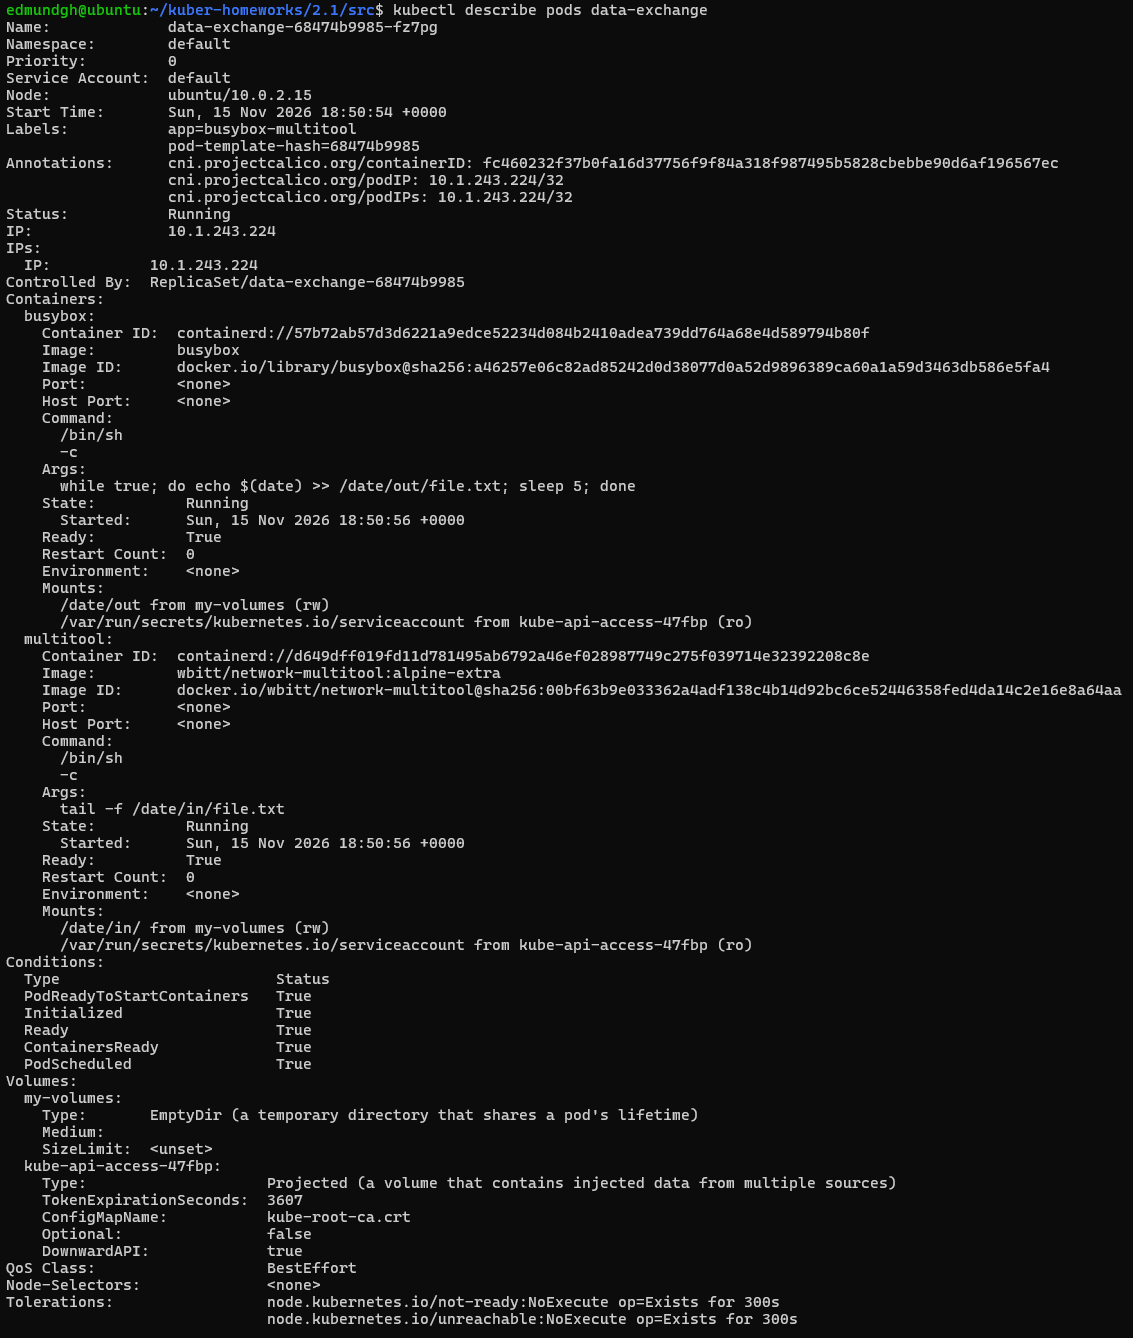 edmundgh@ubuntu:~/kuber-homeworks/2.1/src$ kubectl describe pods data-exchange
Name:             data-exchange-68474b9985-fz7pg
Namespace:        default
Priority:         0
Service Account:  default
Node:             ubuntu/10.0.2.15
Start Time:       Sun, 15 Nov 2026 18:50:54 +0000
Labels:           app=busybox-multitool
                  pod-template-hash=68474b9985
Annotations:      cni.projectcalico.org/containerID: fc460232f37b0fa16d37756f9f84a318f987495b5828cbebbe90d6af196567ec
                  cni.projectcalico.org/podIP: 10.1.243.224/32
                  cni.projectcalico.org/podIPs: 10.1.243.224/32
Status:           Running
IP:               10.1.243.224
IPs:
  IP:           10.1.243.224
Controlled By:  ReplicaSet/data-exchange-68474b9985
Containers:
  busybox:
    Container ID:  containerd://57b72ab57d3d6221a9edce52234d084b2410adea739dd764a68e4d589794b80f
    Image:         busybox
    Image ID:      docker.io/library/busybox@sha256:a46257e06c82ad85242d0d38077d0a52d9896389ca60a1a59d3463db586e5fa4
    Port:          <none>
    Host Port:     <none>
    Command:
      /bin/sh
      -c
    Args:
      while true; do echo $(date) >> /date/out/file.txt; sleep 5; done
    State:          Running
      Started:      Sun, 15 Nov 2026 18:50:56 +0000
    Ready:          True
    Restart Count:  0
    Environment:    <none>
    Mounts:
      /date/out from my-volumes (rw)
      /var/run/secrets/kubernetes.io/serviceaccount from kube-api-access-47fbp (ro)
  multitool:
    Container ID:  containerd://d649dff019fd11d781495ab6792a46ef028987749c275f039714e32392208c8e
    Image:         wbitt/network-multitool:alpine-extra
    Image ID:      docker.io/wbitt/network-multitool@sha256:00bf63b9e033362a4adf138c4b14d92bc6ce52446358fed4da14c2e16e8a64aa
    Port:          <none>
    Host Port:     <none>
    Command:
      /bin/sh
      -c
    Args:
      tail -f /date/in/file.txt
    State:          Running
      Started:      Sun, 15 Nov 2026 18:50:56 +0000
    Ready:          True
    Restart Count:  0
    Environment:    <none>
    Mounts:
      /date/in/ from my-volumes (rw)
      /var/run/secrets/kubernetes.io/serviceaccount from kube-api-access-47fbp (ro)
Conditions:
  Type                        Status
  PodReadyToStartContainers   True
  Initialized                 True
  Ready                       True
  ContainersReady             True
  PodScheduled                True
Volumes:
  my-volumes:
    Type:       EmptyDir (a temporary directory that shares a pod's lifetime)
    Medium:
    SizeLimit:  <unset>
  kube-api-access-47fbp:
    Type:                    Projected (a volume that contains injected data from multiple sources)
    TokenExpirationSeconds:  3607
    ConfigMapName:           kube-root-ca.crt
    Optional:                false
    DownwardAPI:             true
QoS Class:                   BestEffort
Node-Selectors:              <none>
Tolerations:                 node.kubernetes.io/not-ready:NoExecute op=Exists for 300s
                             node.kubernetes.io/unreachable:NoExecute op=Exists for 300s